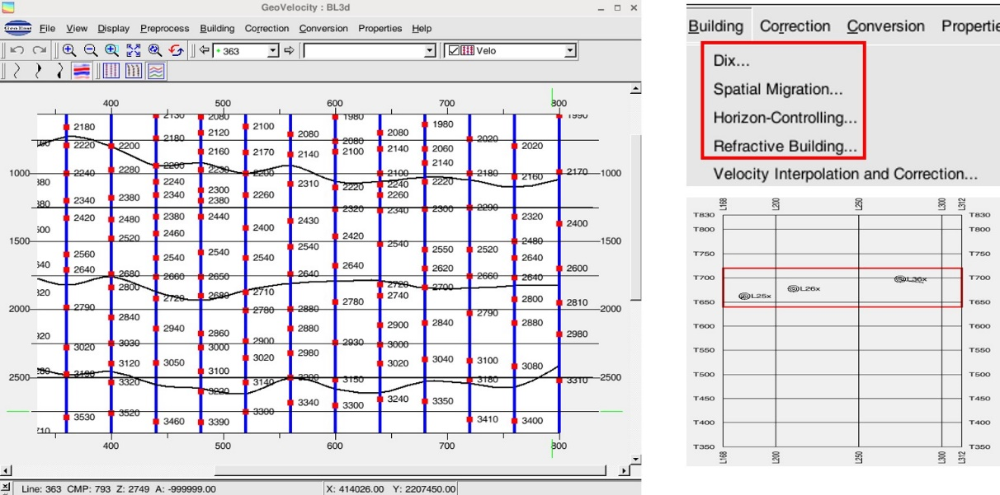 GeoVelocity : BL3d
GeoEast File View Display Preprocess Building Correction Conversion Properties Help
363 Velo
400 500 600 700 800
2130 2080 1980 1990
2180 2120 2100 2080 2080 1980 2020
2220 2200 2180 2160 2170 2140 2080 2100 2140 2060 2140 2020
1000 2240 2280 2200 2240 2230 2200 2310 2220 2100 2240 2260 2220 2180 2160 2170 1000
2340 2380 2340 2300 2380 2260 2320 2340 2300 2290
2420 2480 2520 2380 2460 2440 2400 2430 2420 2320 2400
1500 2560 2540 2540 2540 2540 2540 2550 2520 2480 2640 1500
2640 2680 2660 2650 2640 2680 2720 2620 2660 2640 2600
2800 2720 2680 2710 2740 2700
2000 2790 2840 2780 2880 2780 2790 2800 2810 2000
2940 2860 2900 2880 2930 2900 2840 2880 2980
3020 3030 3000 2980 3000
3120 3050 3100 3020 3020 3040 3100 3080
2500 3190 3320 3220 3140 3200 3150 3180 3310 2500
3530 3520 3460 3390 3300 3340 3300 3240 3350 3410 3400
400 500 600 700 800
Line: 363 CMP: 793 Z: 2749 A: -999999.00 X: 414026.00 Y: 2207450.00
Building Correction Conversion Propertie
Dix...
Spatial Migration...
Horizon-Controlling...
Refractive Building...
Velocity Interpolation and Correction...
L168 L200 L250 L300 L312
T830 T830
T800 T800
T750 T750
T700 L36x T700
L25x L26x
T650 T650
T600 T600
T550 T550
T500 T500
T450 T450
T400 T400
T350 T350
L168 L200 L250 L300 L312